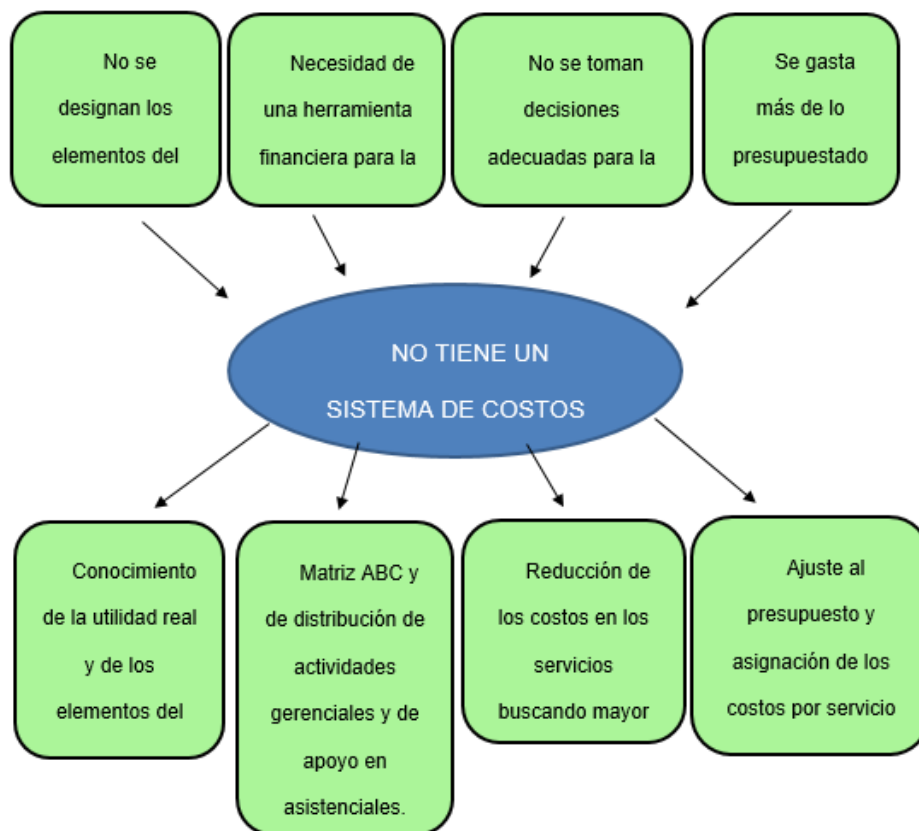 No se
designan los
elementos del
Necesidad de
una herramienta
financiera para la
No se toman
decisiones
adecuadas para la
Se gasta
más de lo
presupuestado
NO TIENE UN
SISTEMA DE COSTOS
Conocimiento
de la utilidad real
y de los
elementos del
Matriz ABC y
de distribución de
actividades
gerenciales y de
apoyo en
asistenciales.
Reducción de
los costos en los
servicios
buscando mayor
Ajuste al
presupuesto y
asignación de los
costos por servicio